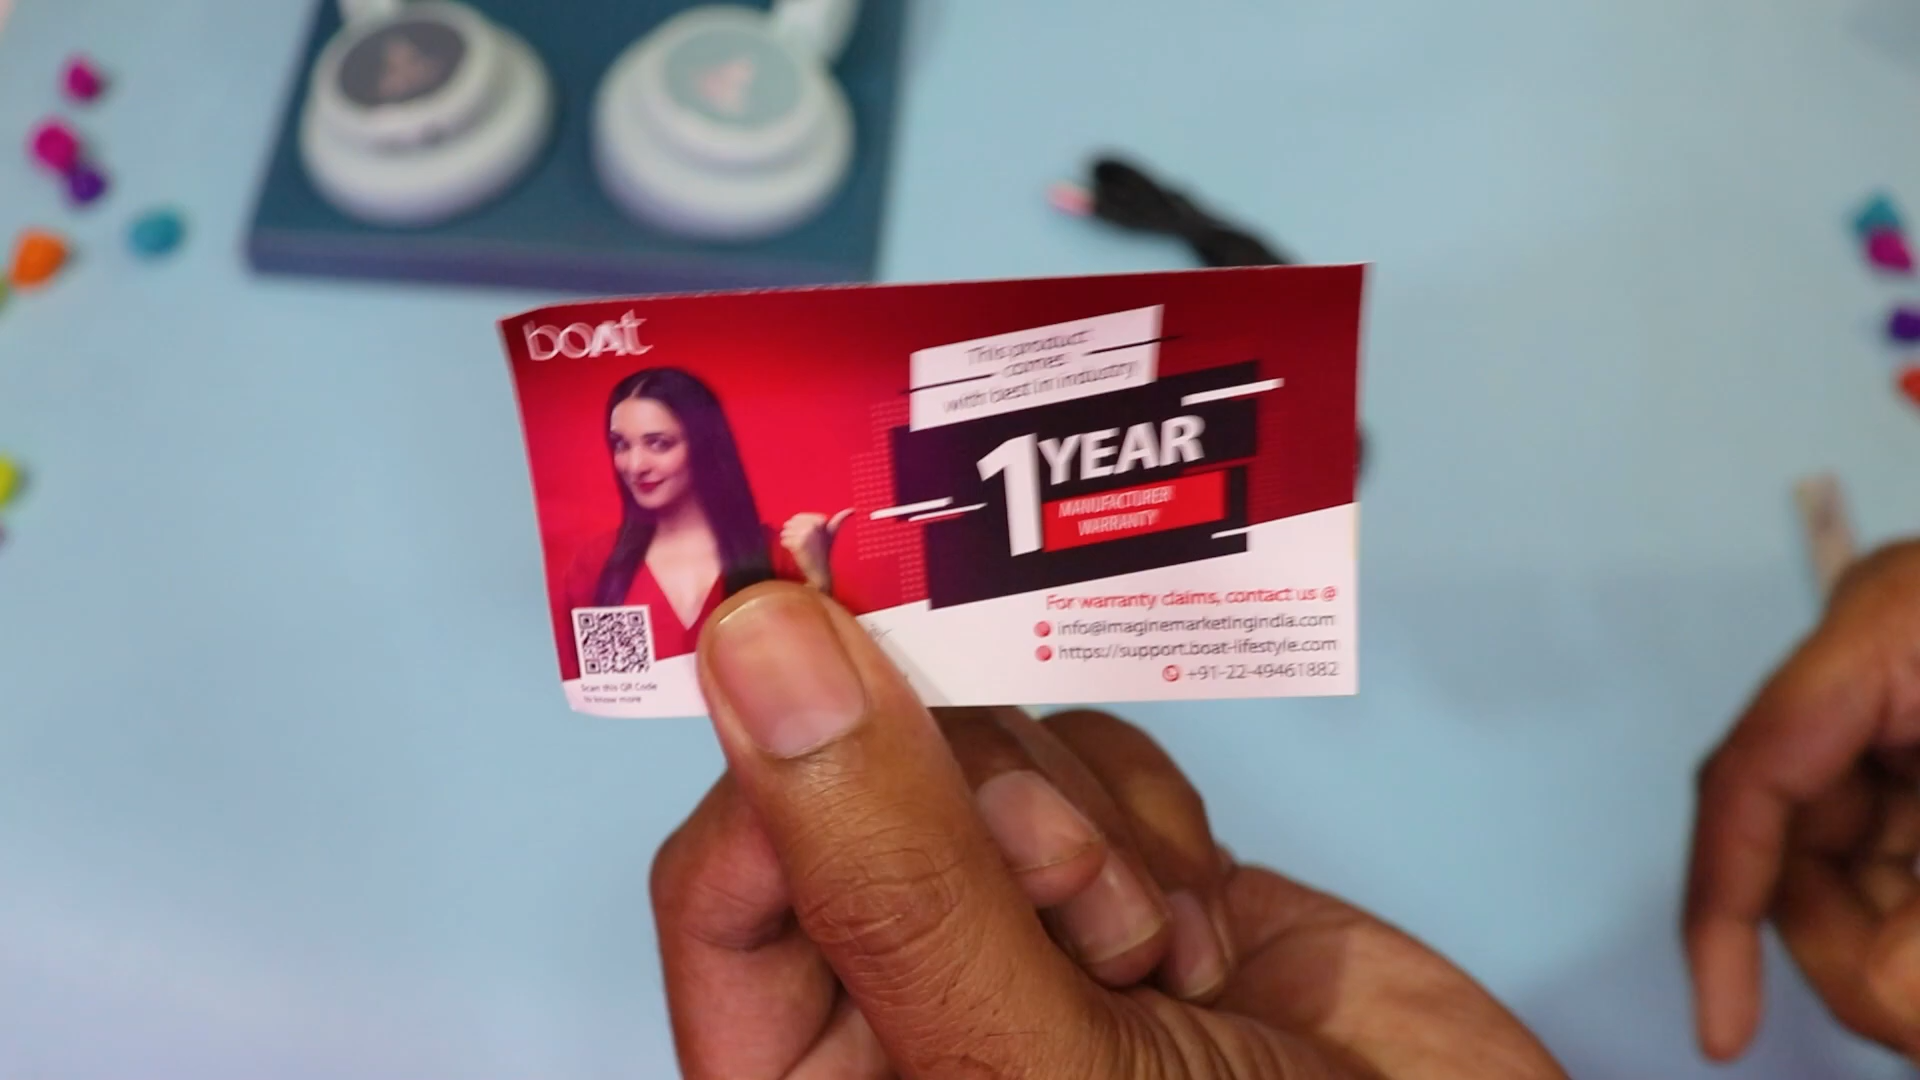 boAt
This product
comes
with best in industry
1 YEAR
MANUFACTURER
WARRANTY
For warranty claims, contact us @
info@imaginemarketingindia.com
https://support.boat-lifestyle.com
+91-22-49461882
Scan this QR Code
to know more